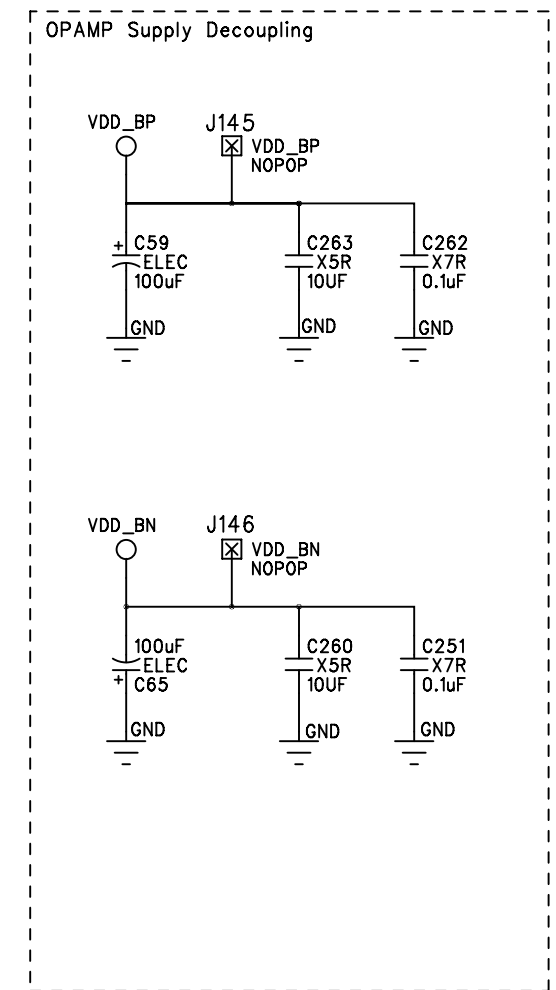 OPAMP Supply Decoupling
VDD_BP
J145
VDD_BP
NOPOP
+ C59
ELEC
100uF
GND
C263
X5R
10UF
GND
C262
X7R
0.1uF
GND
VDD_BN
J146
VDD_BN
NOPOP
100uF
ELEC
+ C65
GND
C260
X5R
10UF
GND
C251
X7R
0.1uF
GND